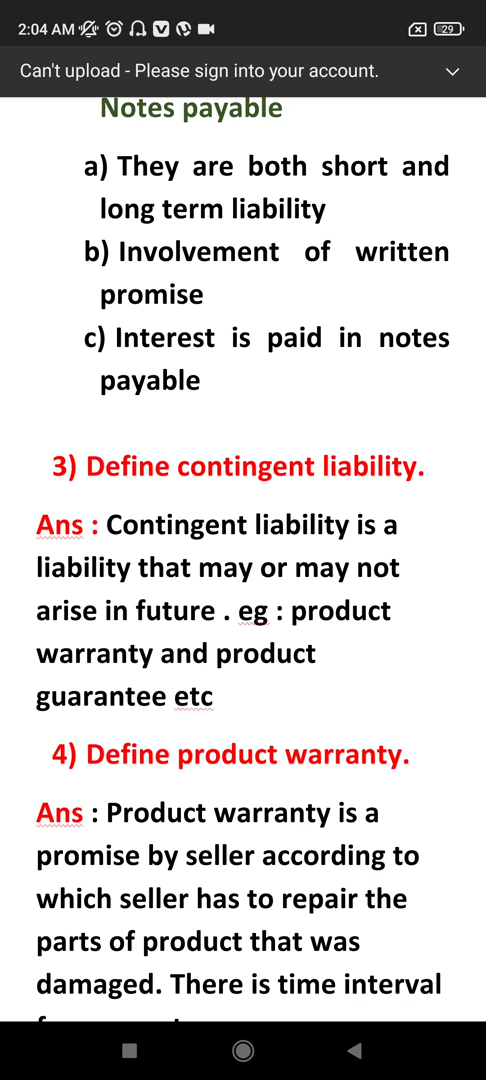 2:04 AM
29
Can't upload - Please sign into your account.
Notes payable
a) They are both short and
long term liability
b) Involvement of written
promise
c) Interest is paid in notes
payable
3) Define contingent liability.
Ans : Contingent liability is a
liability that may or may not
arise in future . eg : product
warranty and product
guarantee etc
4) Define product warranty.
Ans : Product warranty is a
promise by seller according to
which seller has to repair the
parts of product that was
damaged. There is time interval